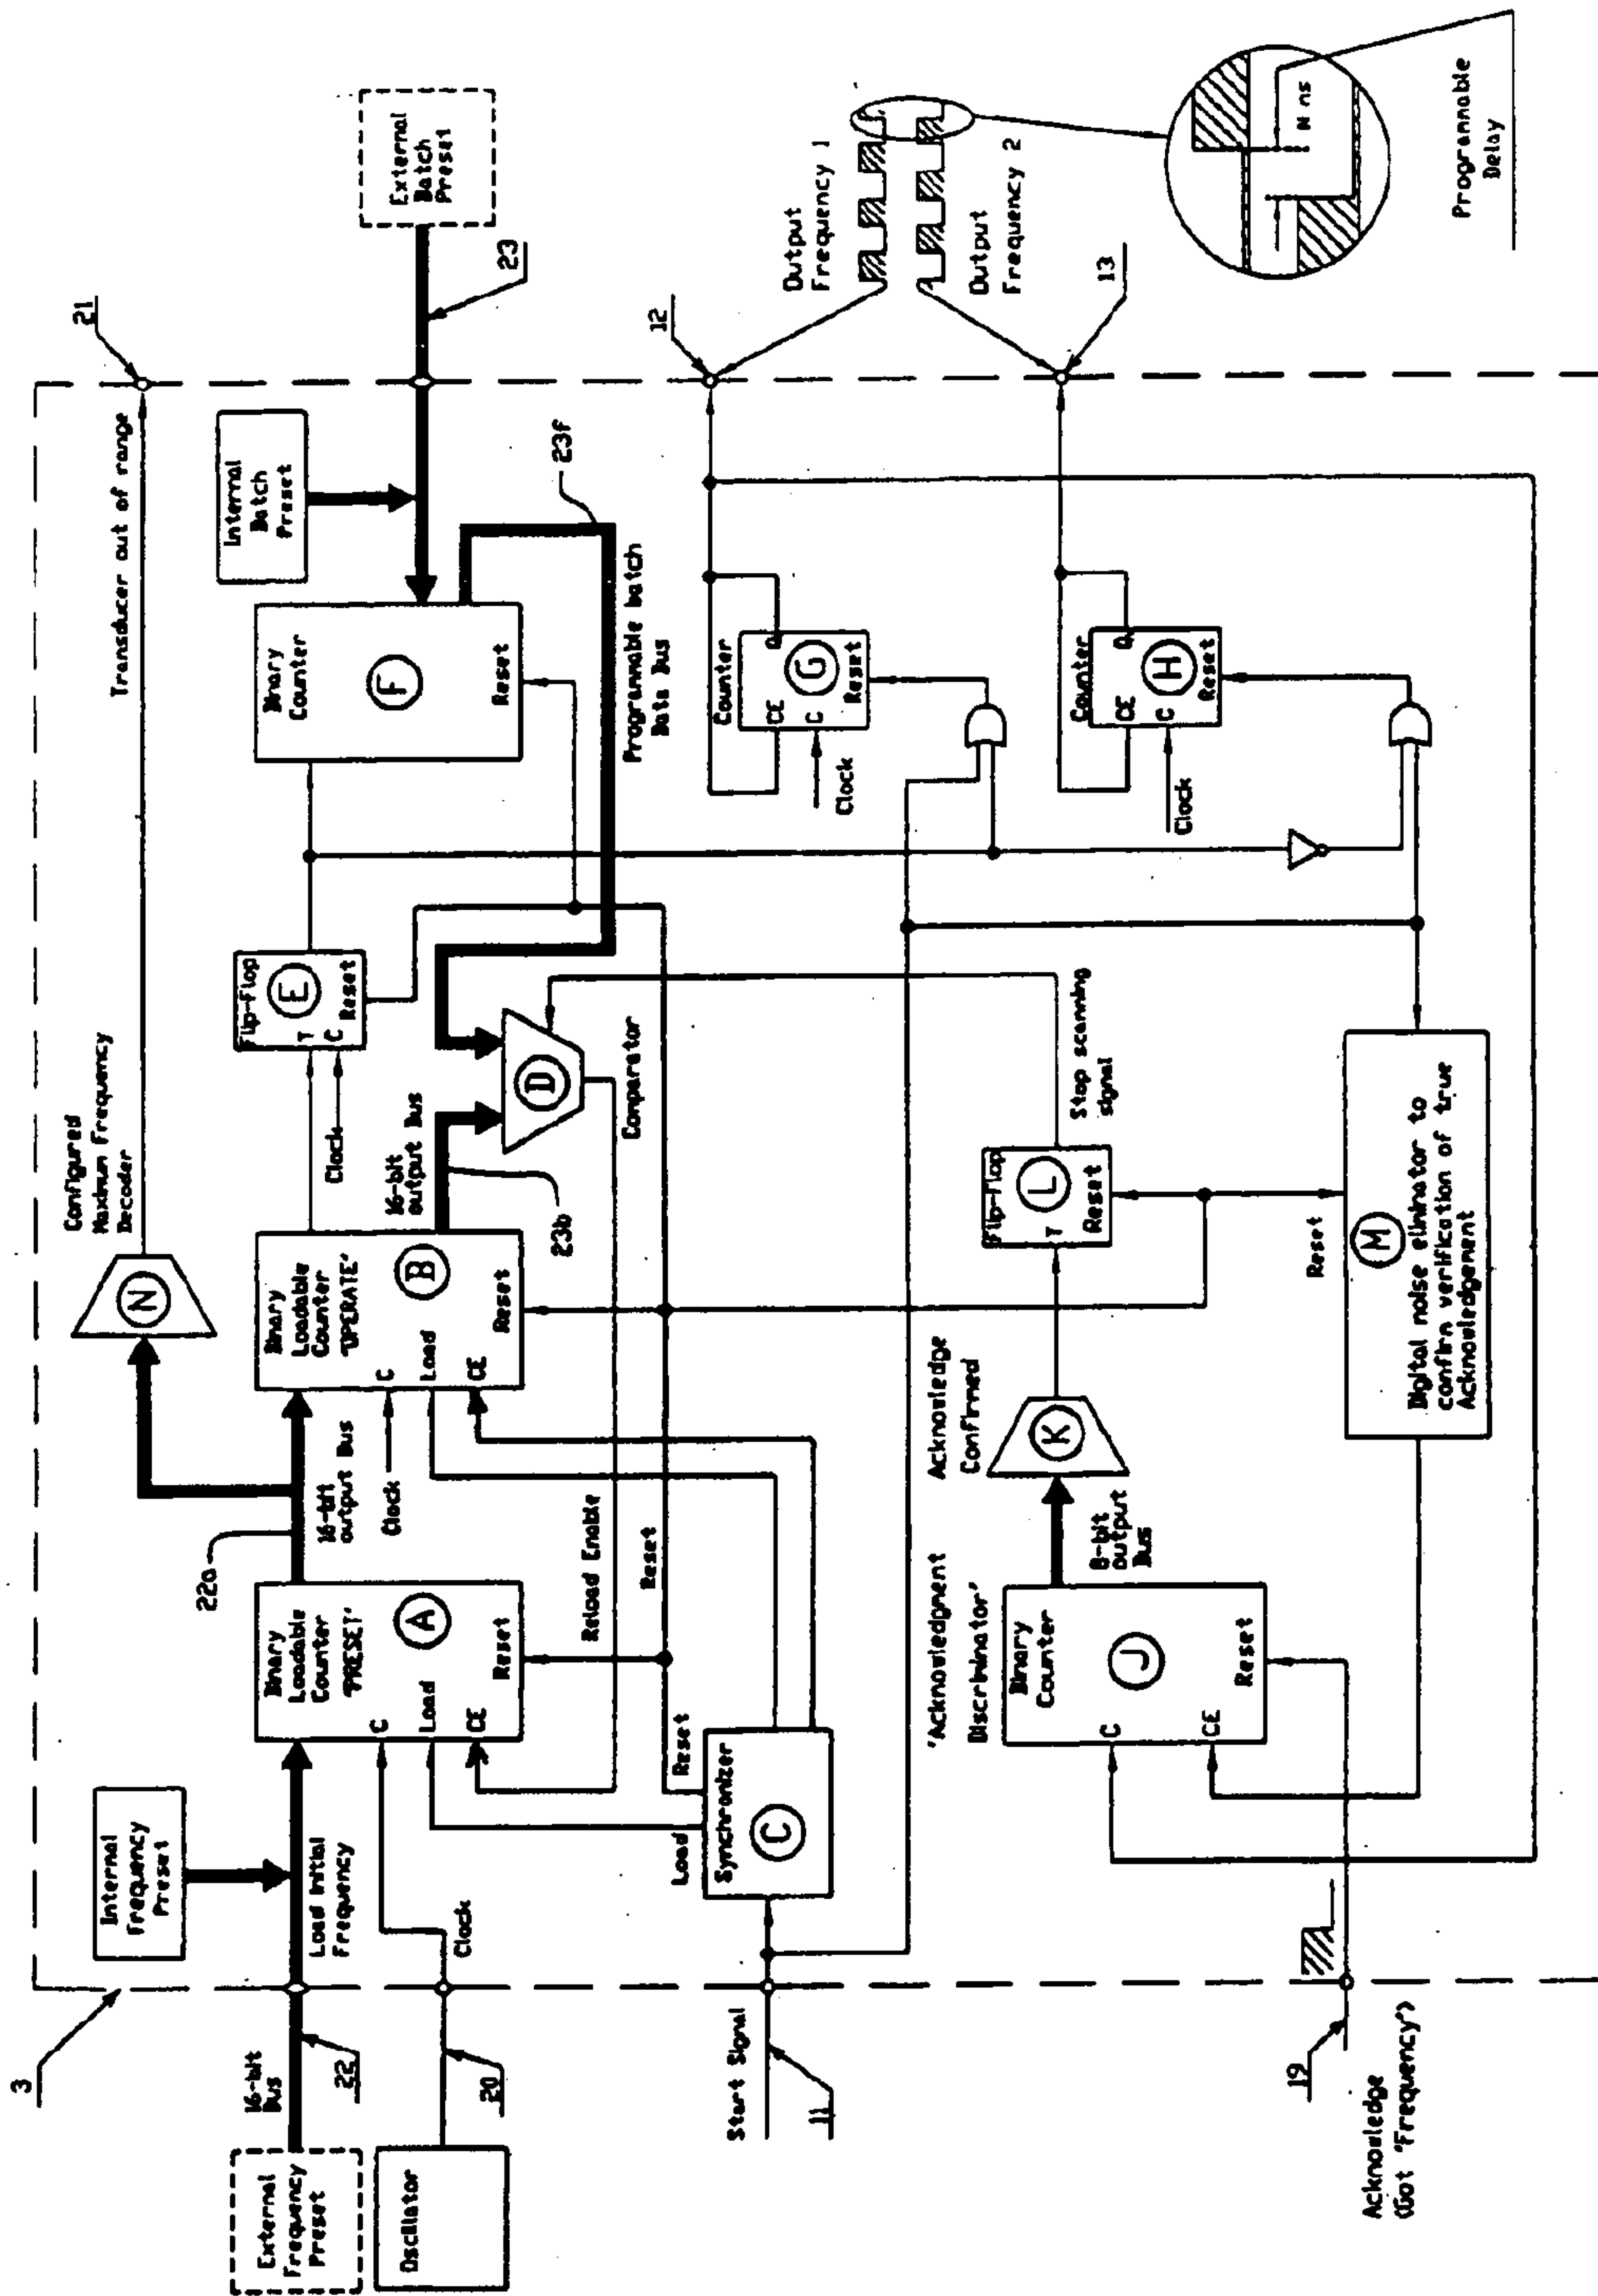 3
External
Frequency
Preset
16-bit
Bus
22
Oscillator
20
Internal
Frequency
Preset
Load Initial
Frequency
Clock
Start Signal
11
Acknowledge
(Got "Frequency")
19
Binary
Loadable
Counter
"PRESET"
A
C
Load
CE
Reset
22a
16-bit
output Bus
Configured
Maximum Frequency
Decoder
N
Transducer out of range
21
Binary
Loadable
Counter
"OPERATE"
B
C
Load
CE
Reset
Clock
Reload Enable
Reset
Load
Reset
Synchronizer
C
16-bit
output Bus
23b
D
Comparator
Flip-Flop
E
T
C
Reset
Clock
Binary
Counter
F
Reset
Internal
Batch
Preset
External
Batch
Preset
23
23f
Programmable batch
Data Bus
Counter
CE
Q
C
G
Reset
Clock
Counter
CE
Q
C
H
Reset
Clock
12
13
Output
Frequency 1
Output
Frequency 2
N ns
Programmable
Delay
'Acknowledgment
Discriminator'
Binary
Counter
J
C
CE
Reset
8-bit
output
Bus
Acknowledge
Confirmed
K
Flip-Flop
L
T
Reset
Stop scanning
signal
Reset
M
Digital noise eliminator to
confirm verification of true
Acknowledgement